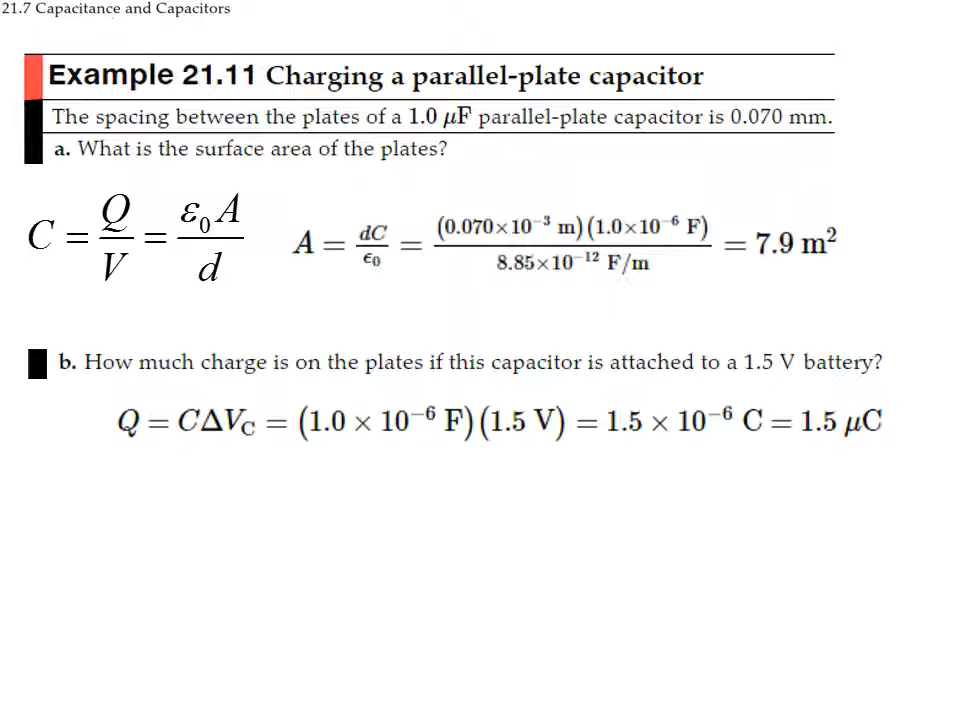 21.7 Capacitance and Capacitors
Example 21.11 Charging a parallel-plate capacitor
The spacing between the plates of a 1.0 μF parallel-plate capacitor is 0.070 mm.
a. What is the surface area of the plates?
C = Q/V = ε₀A/d
A = dC/ϵ₀ = (0.070×10⁻³ m)(1.0×10⁻⁶ F)/8.85×10⁻¹² F/m = 7.9 m²
b. How much charge is on the plates if this capacitor is attached to a 1.5 V battery?
Q = CΔV_C = (1.0 × 10⁻⁶ F)(1.5 V) = 1.5 × 10⁻⁶ C = 1.5 μC